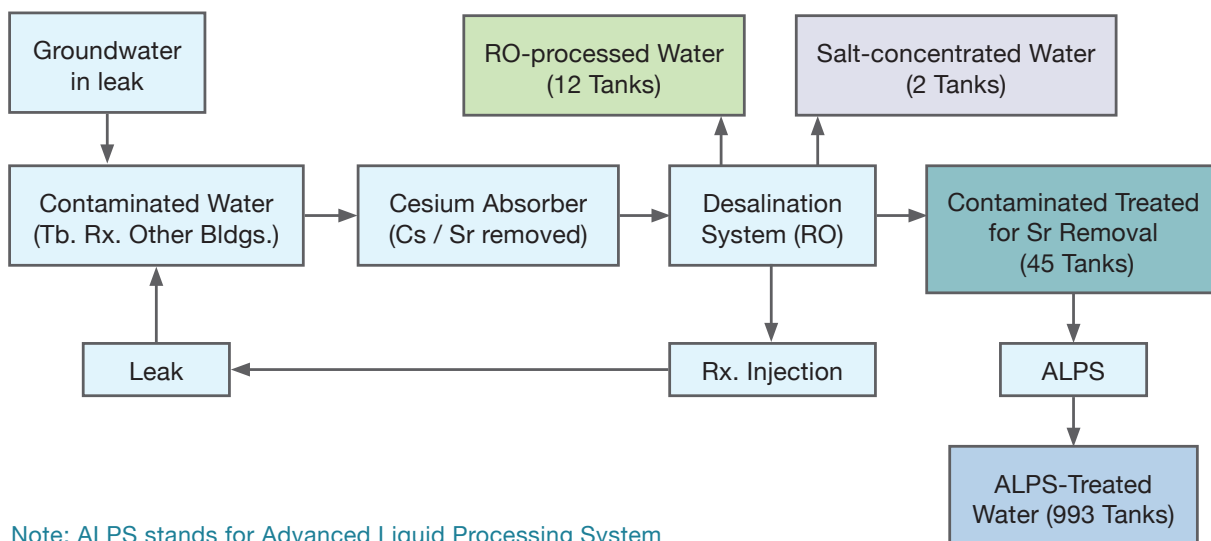 Groundwater
in leak
RO-processed Water
(12 Tanks)
Salt-concentrated Water
(2 Tanks)
Contaminated Water
(Tb. Rx. Other Bldgs.)
Cesium Absorber
(Cs / Sr removed)
Desalination
System (RO)
Contaminated Treated
for Sr Removal
(45 Tanks)
Leak
Rx. Injection
ALPS
ALPS-Treated
Water (993 Tanks)
Note: ALPS stands for Advanced Liquid Processing System